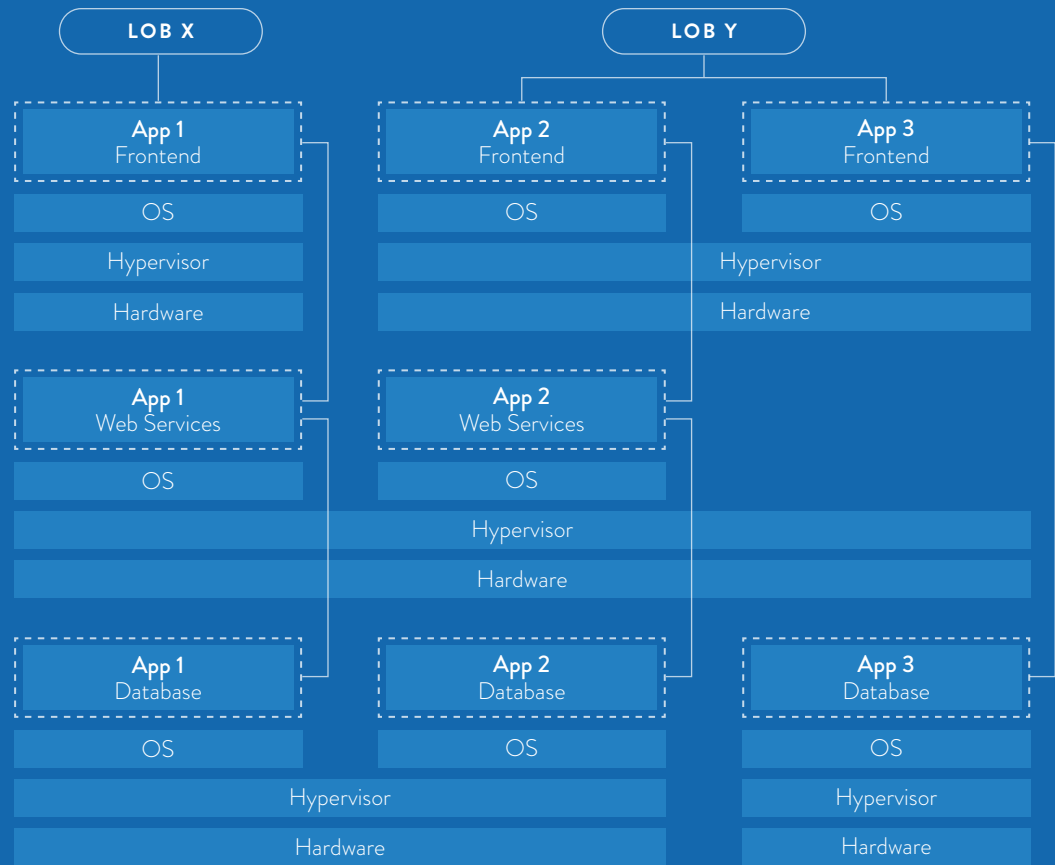 LOB X
LOB Y
App 1
Frontend
App 2
Frontend
App 3
Frontend
OS
OS
OS
Hypervisor
Hypervisor
Hardware
Hardware
App 1
Web Services
App 2
Web Services
OS
OS
Hypervisor
Hardware
App 1
Database
App 2
Database
App 3
Database
OS
OS
OS
Hypervisor
Hypervisor
Hardware
Hardware